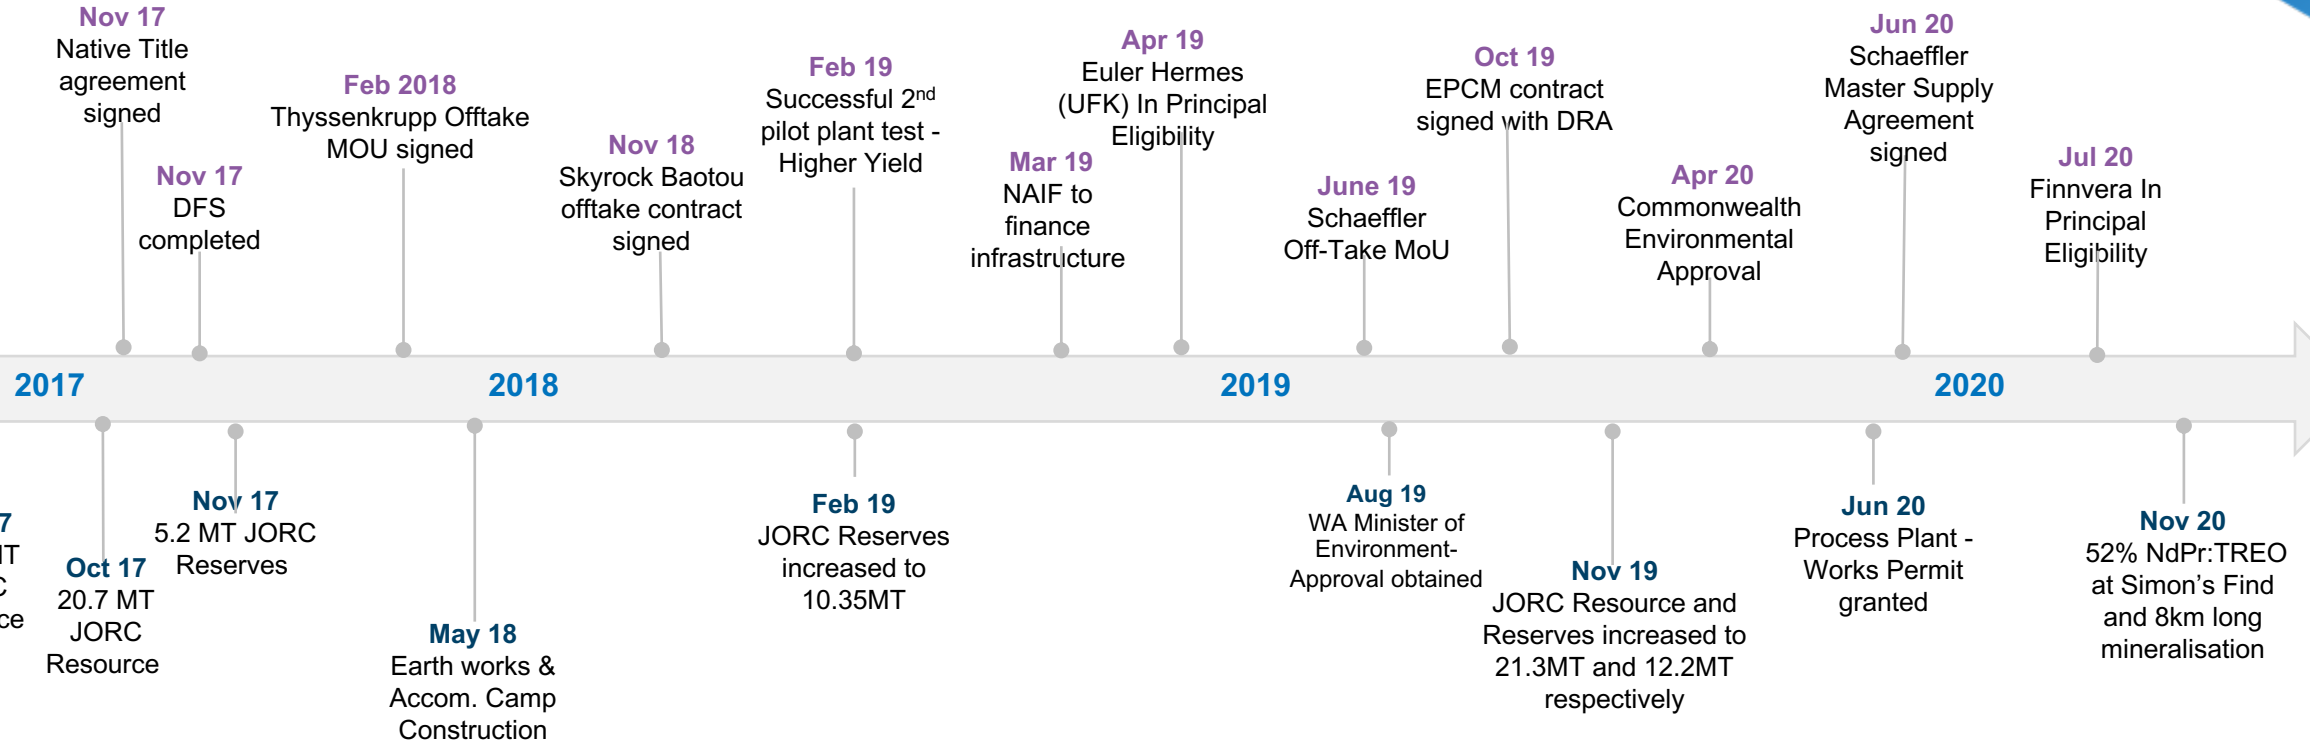 Nov 17
Native Title
agreement
signed
Nov 17
DFS
completed
Feb 2018
Thyssenkrupp Offtake
MOU signed
Nov 18
Skyrock Baotou
offtake contract
signed
Feb 19
Successful 2nd
pilot plant test -
Higher Yield
Mar 19
NAIF to
finance
infrastructure
Apr 19
Euler Hermes
(UFK) In Principal
Eligibility
June 19
Schaeffler
Off-Take MoU
Oct 19
EPCM contract
signed with DRA
Apr 20
Commonwealth
Environmental
Approval
Jun 20
Schaeffler
Master Supply
Agreement
signed
Jul 20
Finnvera In
Principal
Eligibility
2017
2018
2019
2020
Oct 17
20.7 MT
JORC
Resource
Nov 17
5.2 MT JORC
Reserves
May 18
Earth works &
Accom. Camp
Construction
Feb 19
JORC Reserves
increased to
10.35MT
Aug 19
WA Minister of
Environment-
Approval obtained
Nov 19
JORC Resource and
Reserves increased to
21.3MT and 12.2MT
respectively
Jun 20
Process Plant -
Works Permit
granted
Nov 20
52% NdPr:TREO
at Simon’s Find
and 8km long
mineralisation